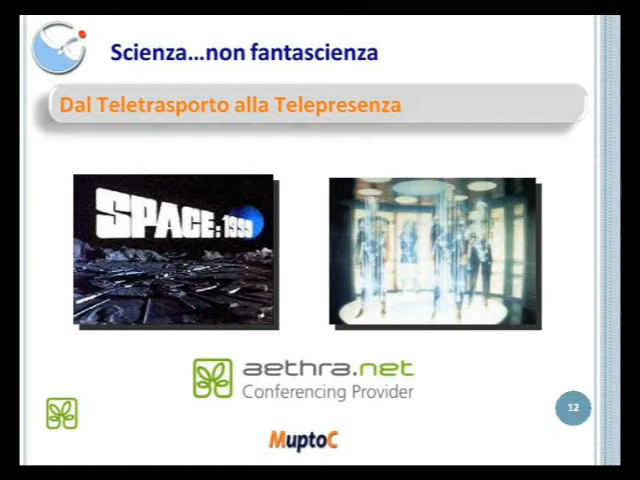 Scienza...non fantascienza
Dal Teletrasporto alla Telepresenza
SPACE: 1999
aethra.net
Conferencing Provider
12
MuptoC